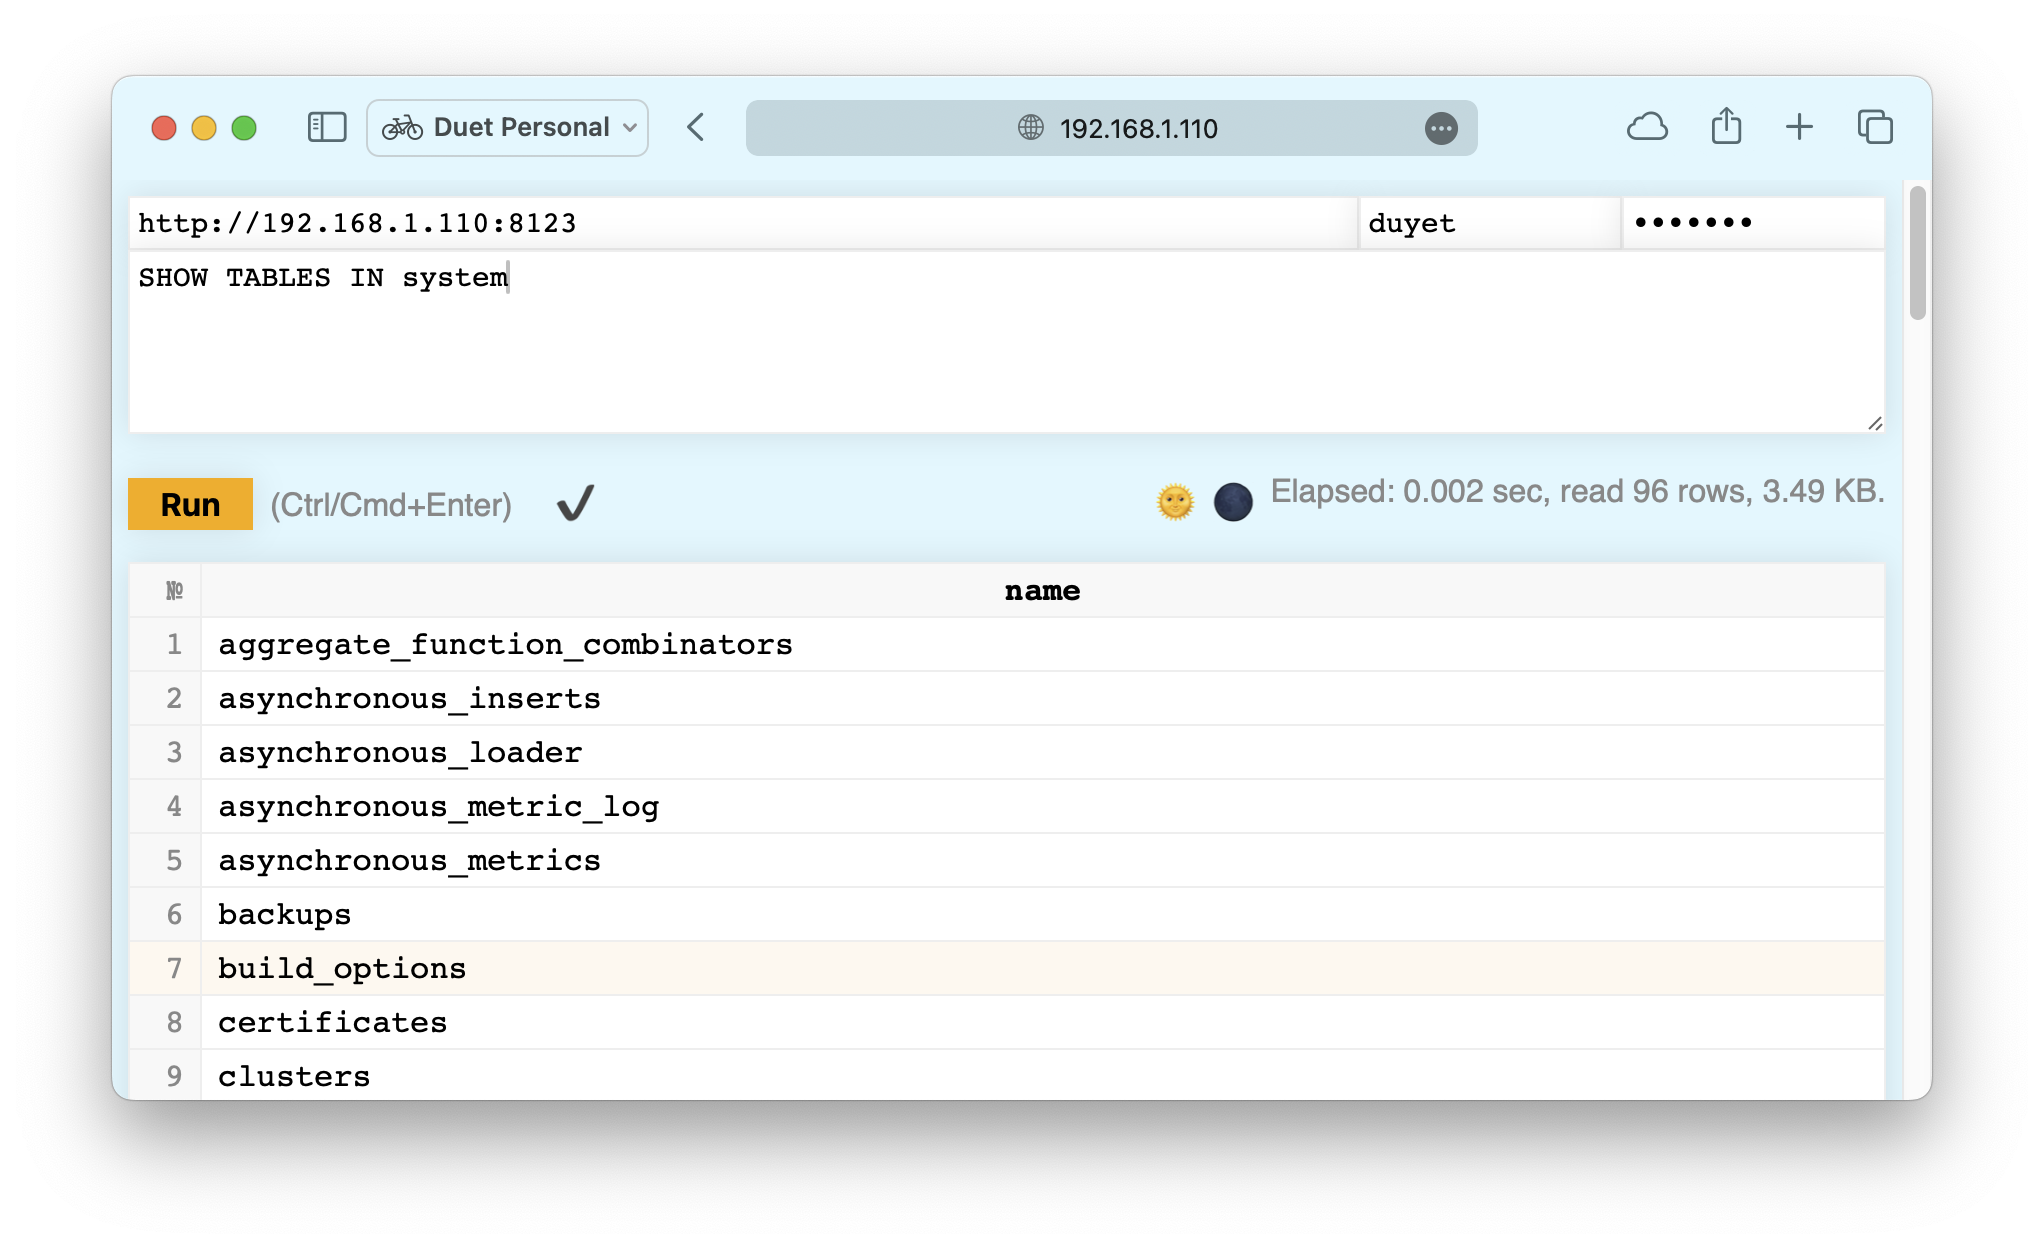 Duet Personal
192.168.1.110
http://192.168.1.110:8123 duyet •••••••
SHOW TABLES IN system
Run (Ctrl/Cmd+Enter) ✔ Elapsed: 0.002 sec, read 96 rows, 3.49 KB.
№ name
1 aggregate_function_combinators
2 asynchronous_inserts
3 asynchronous_loader
4 asynchronous_metric_log
5 asynchronous_metrics
6 backups
7 build_options
8 certificates
9 clusters